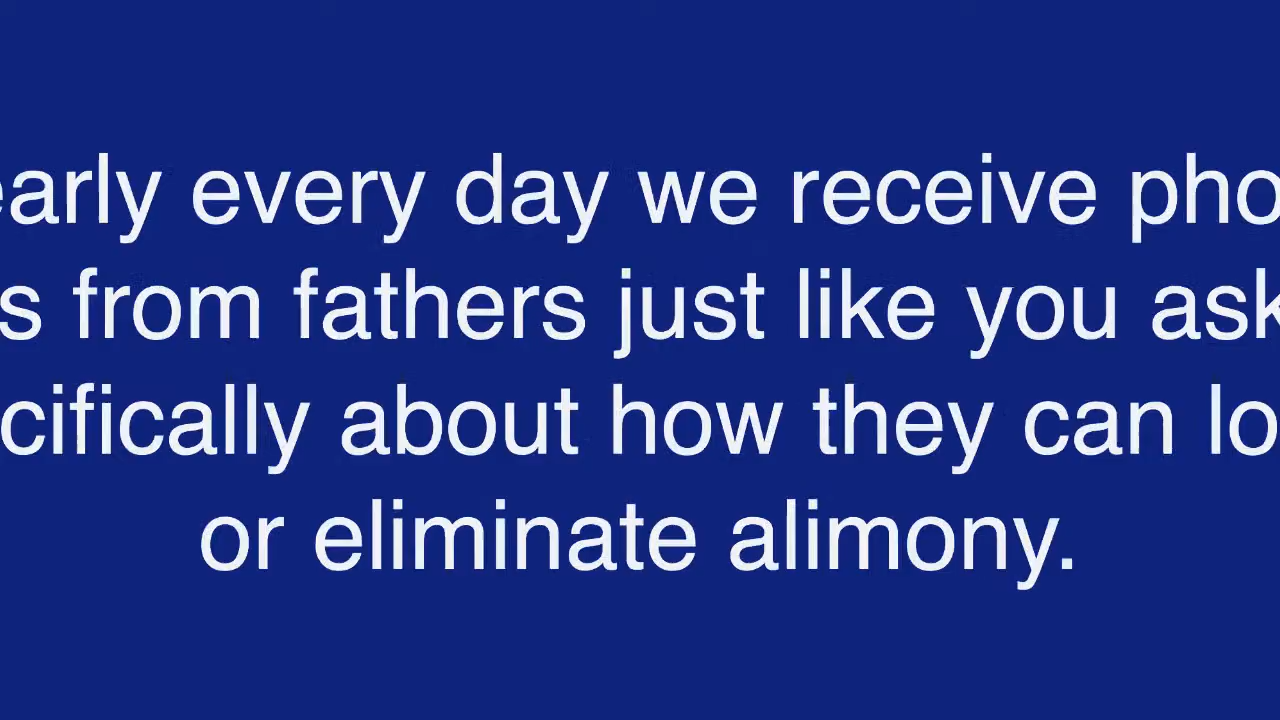 early every day we receive pho
s from fathers just like you ask
cifically about how they can lo
or eliminate alimony.